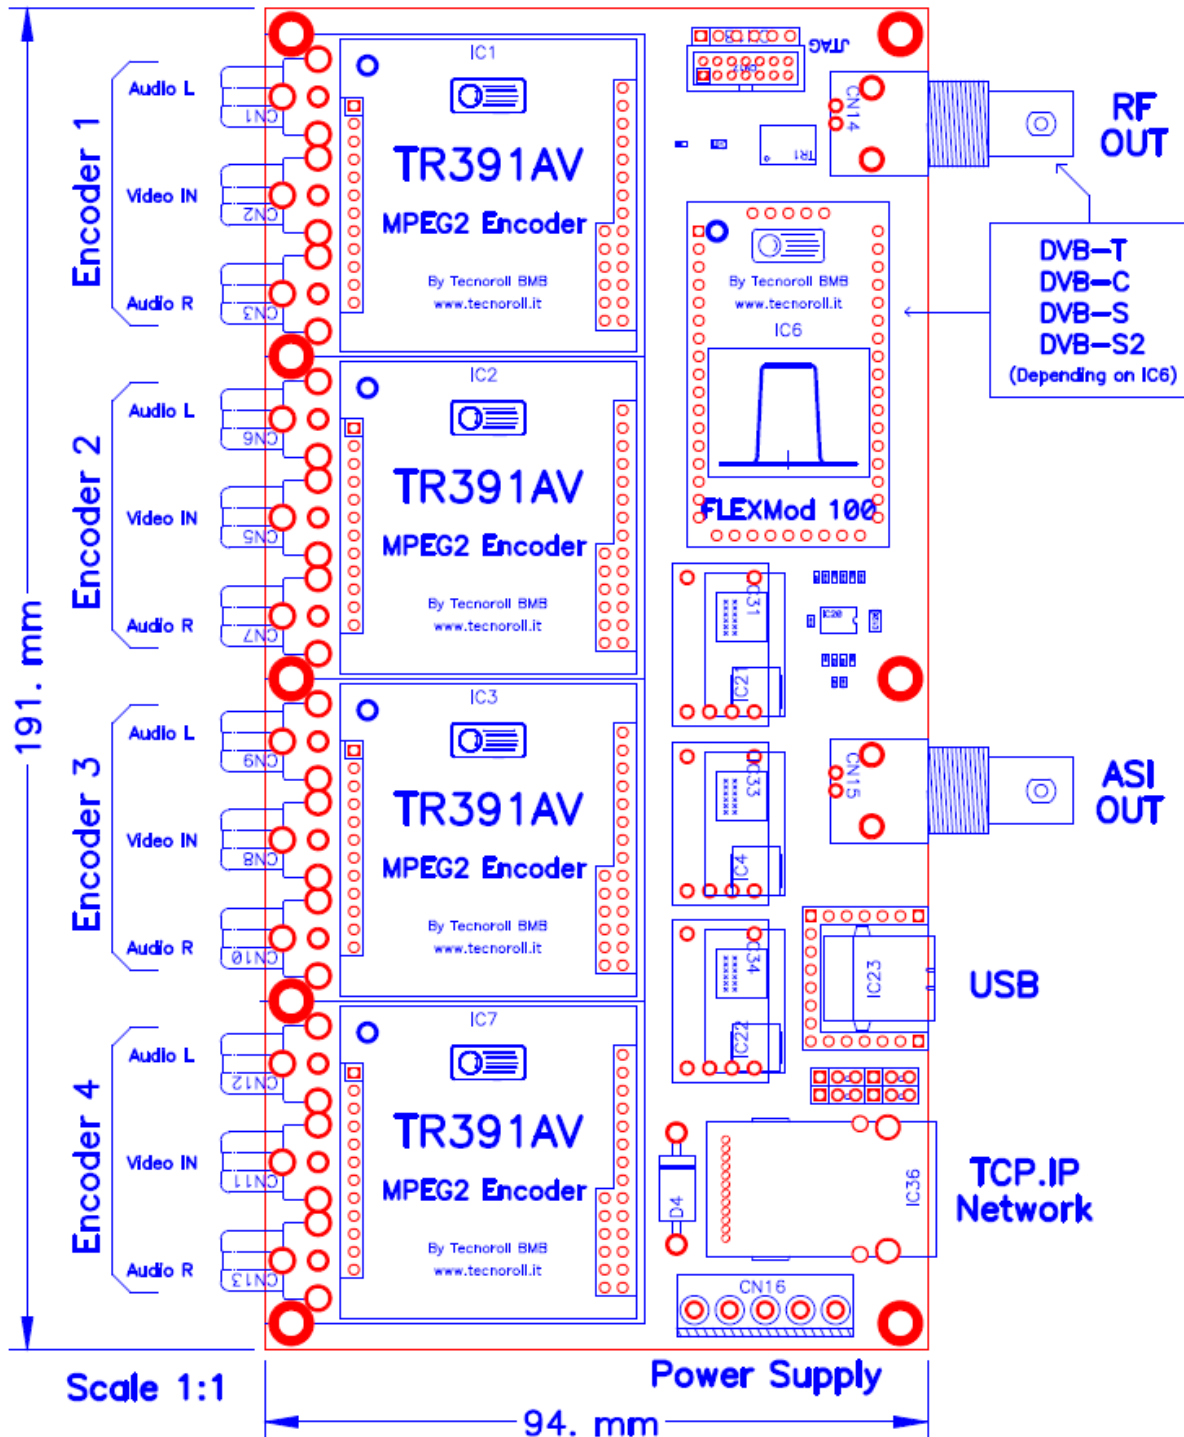 IC1
TR391AV
MPEG2 Encoder
By Tecnoroll BMB
www.tecnoroll.it
Encoder 1
Audio L
CN1
Video IN
CN2
Audio R
CN3
IC2
TR391AV
MPEG2 Encoder
By Tecnoroll BMB
www.tecnoroll.it
Encoder 2
Audio L
CN6
Video IN
CN5
Audio R
CN7
IC3
TR391AV
MPEG2 Encoder
By Tecnoroll BMB
www.tecnoroll.it
Encoder 3
Audio L
CN9
Video IN
CN8
Audio R
CN10
IC7
TR391AV
MPEG2 Encoder
By Tecnoroll BMB
www.tecnoroll.it
Encoder 4
Audio L
CN12
Video IN
CN11
Audio R
CN13
JTAG
CN14
TR1
RF
OUT
DVB-T
DVB-C
DVB-S
DVB-S2
(Depending on IC6)
By Tecnoroll BMB
www.tecnoroll.it
IC6
FLEXMod 100
IC31
IC21
IC20
IC33
IC4
CN15
ASI
OUT
IC34
IC22
IC23
USB
D4
IC36
TCP.IP
Network
CN16
Power Supply
191. mm
Scale 1:1
94. mm